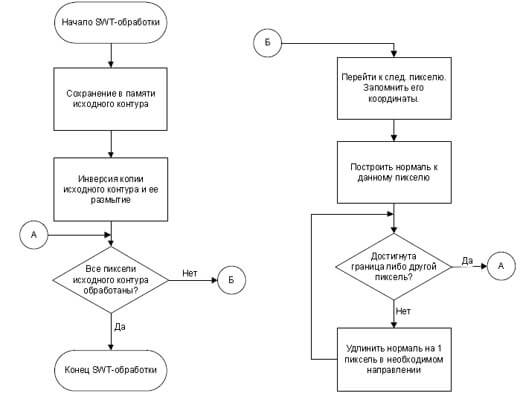 Начало SWT-обработки
Сохранение в памяти
исходного контура
Инверсия копии
исходного контура и ее
размытие
А
Все пиксели
исходного контура
обработаны?
Нет
Б
Да
Конец SWT-обработки
Б
Перейти к след. пикселю.
Запомнить его
координаты.
Построить нормаль к
данному пикселю
Достигнута
граница либо другой
пиксель?
Да
А
Нет
Удлинить нормаль на 1
пиксель в необходимом
направлении